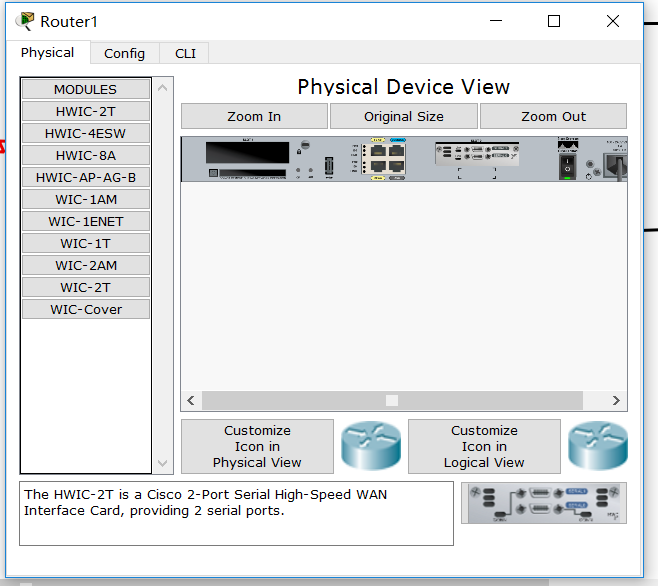 Router1
Physical
Config
CLI
MODULES
HWIC-2T
HWIC-4ESW
HWIC-8A
HWIC-AP-AG-B
WIC-1AM
WIC-1ENET
WIC-1T
WIC-2AM
WIC-2T
WIC-Cover
Physical Device View
Zoom In
Original Size
Zoom Out
Customize
Icon in
Physical View
Customize
Icon in
Logical View
The HWIC-2T is a Cisco 2-Port Serial High-Speed WAN
Interface Card, providing 2 serial ports.